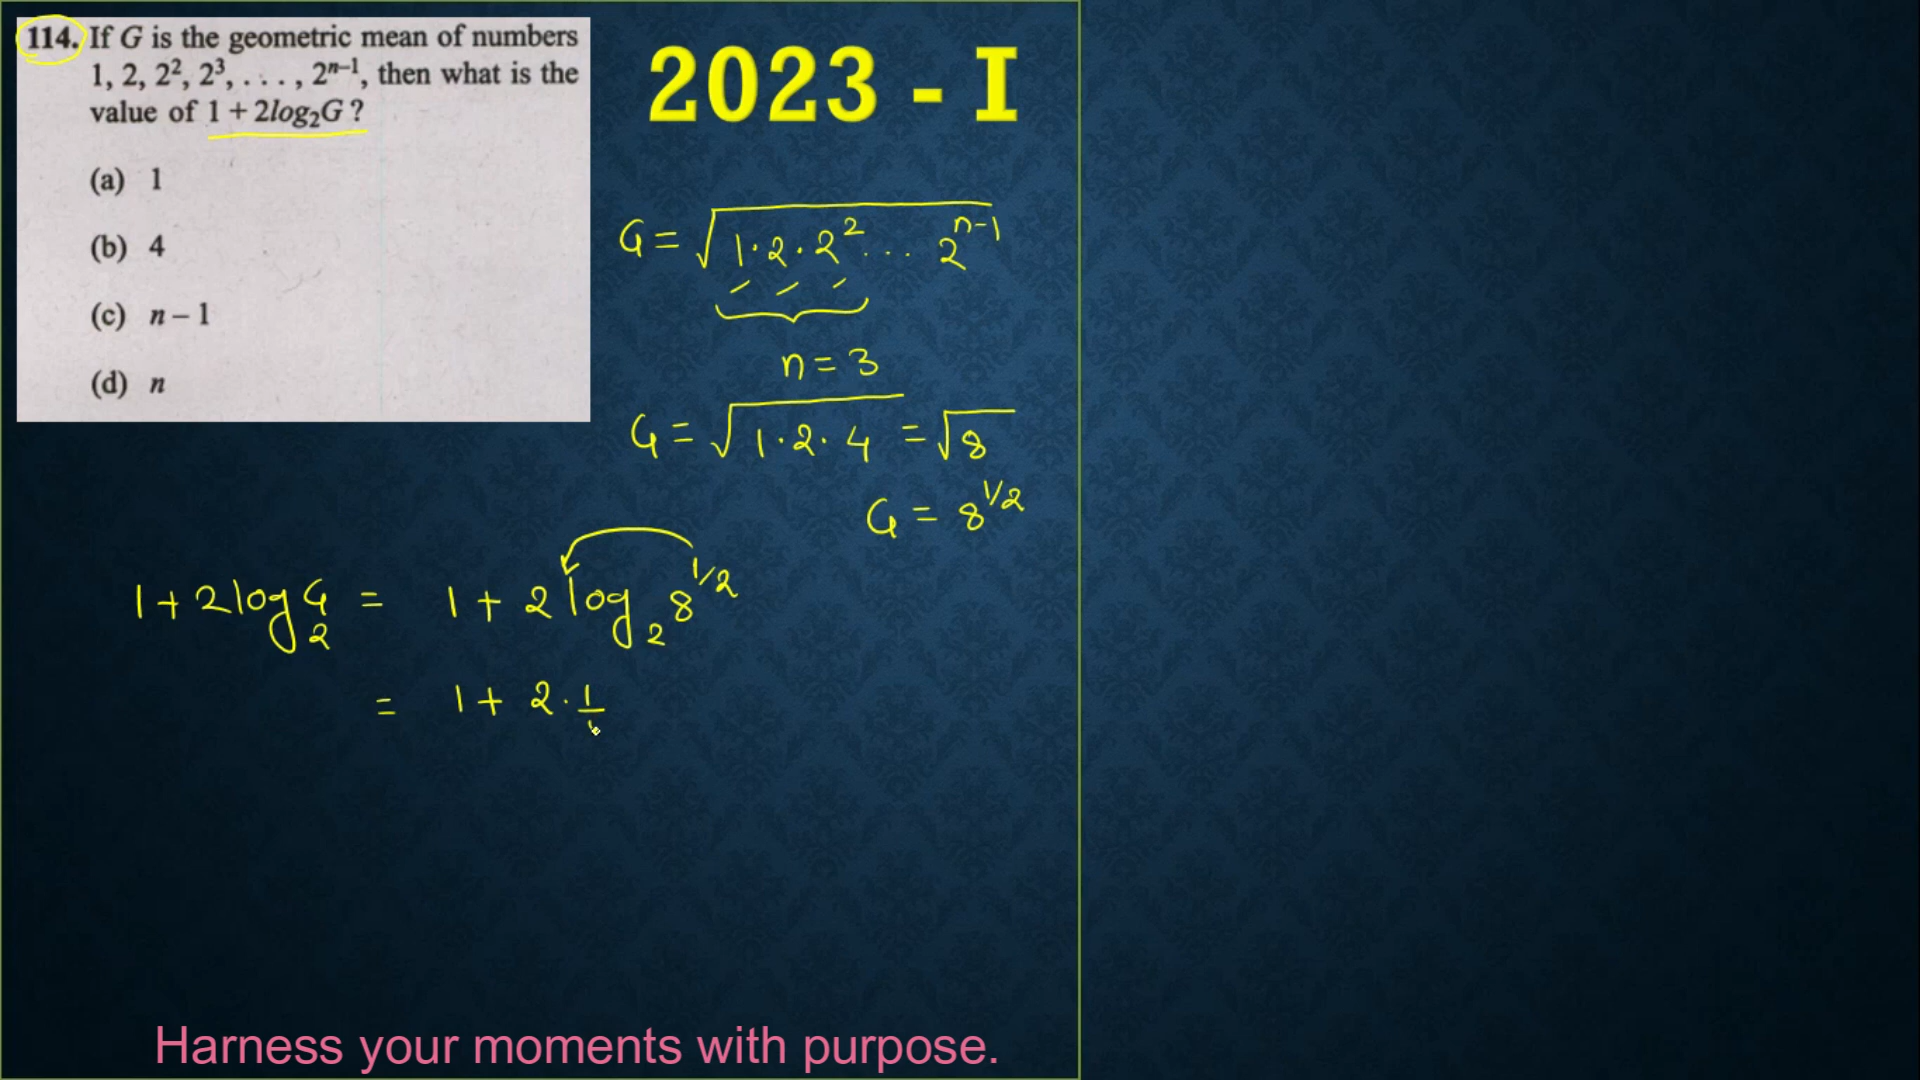 114. If G is the geometric mean of numbers
1, 2, 2², 2³, . . . . , 2ⁿ⁻¹, then what is the
value of 1 + 2log₂G ?
(a) 1
(b) 4
(c) n – 1
(d) n
2023 - I
G = √1·2·2² ... 2ⁿ⁻¹
n = 3
G = √1·2·4 = √8
G = 8^1/2
1 + 2 log₂ G = 1 + 2 log₂ 8^1/2
= 1 + 2 · 1/
Harness your moments with purpose.